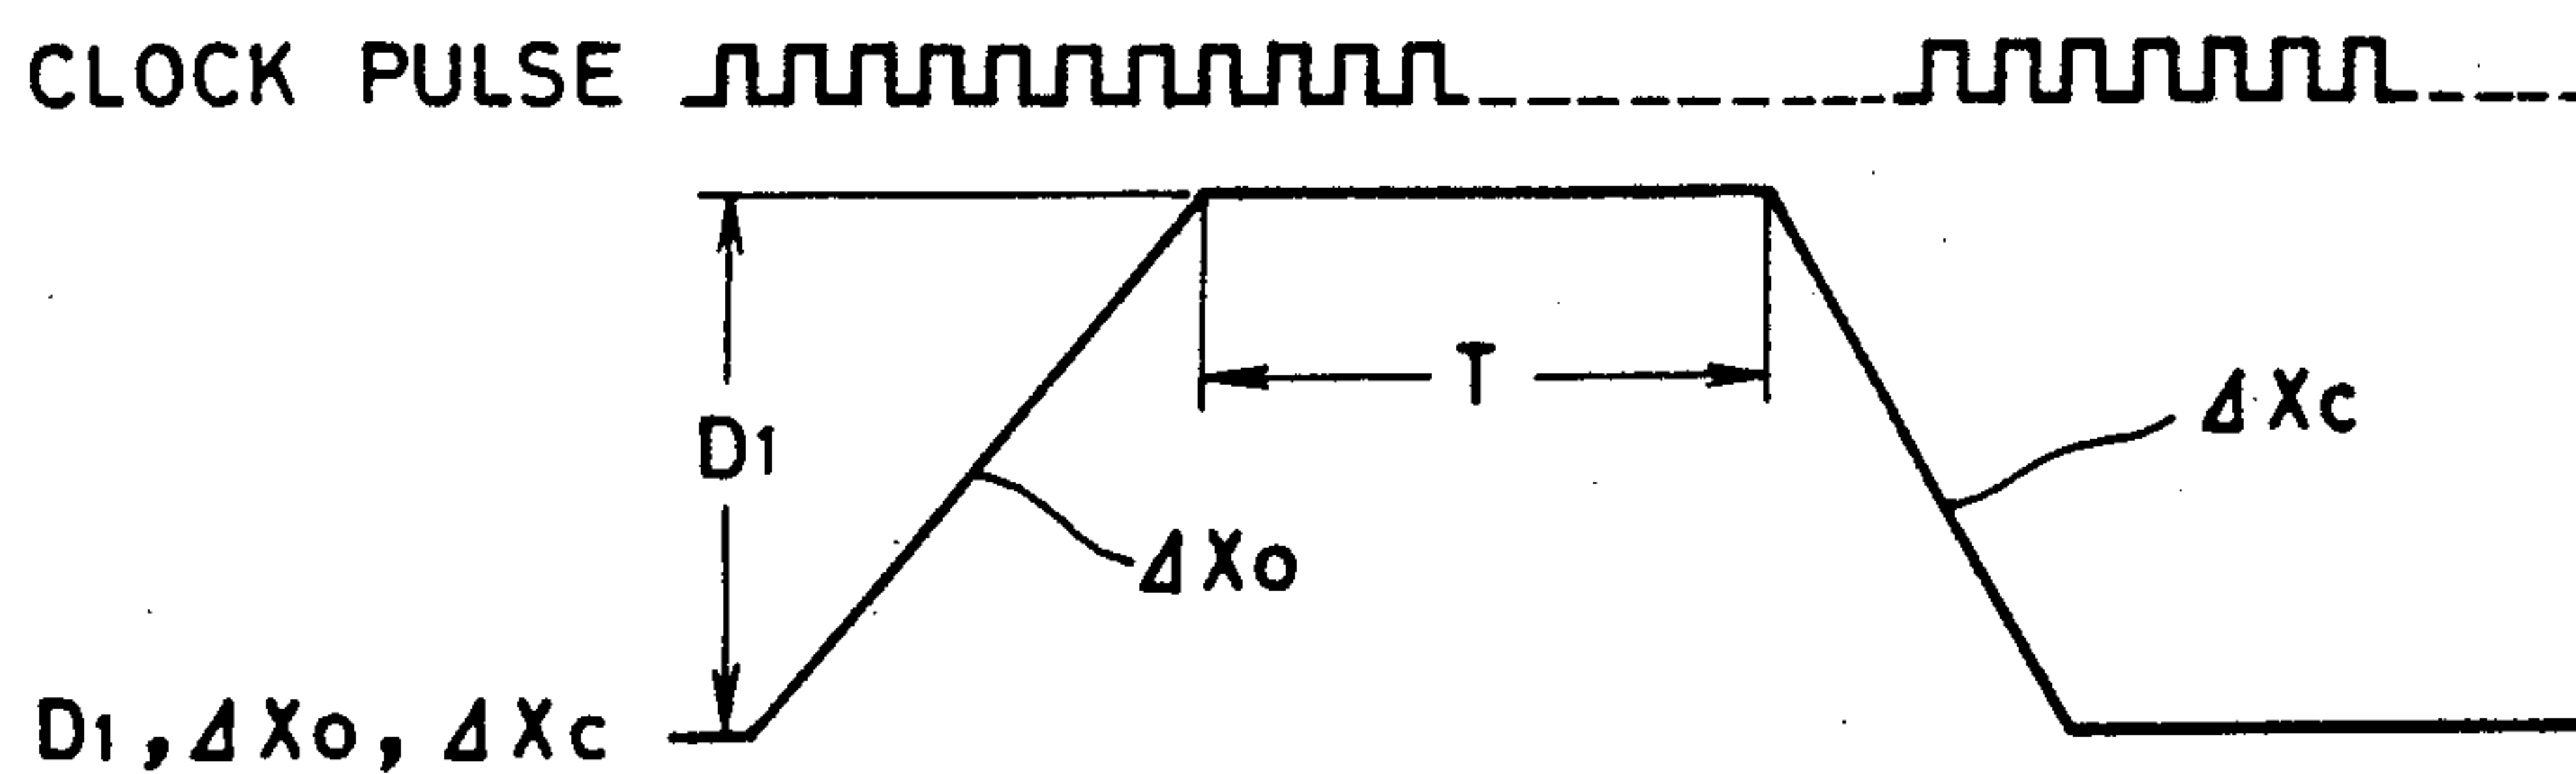 CLOCK PULSE
D1
T
ΔXc
ΔXo
D1, ΔXo, ΔXc